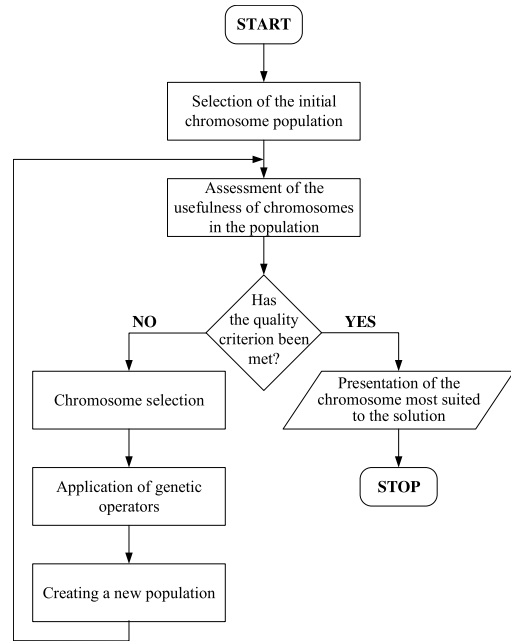 START
Selection of the initial
chromosome population
Assessment of the
usefulness of chromosomes
in the population
Has
the quality
criterion been
met?
NO
YES
Chromosome selection
Presentation of the
chromosome most suited
to the solution
Application of genetic
operators
STOP
Creating a new population